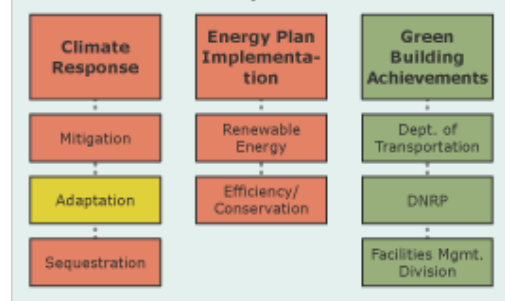 Climate
Response
Mitigation
Adaptation
Sequestration
Energy Plan
Implementa-
tion
Renewable
Energy
Efficiency/
Conservation
Green
Building
Achievements
Dept. of
Transportation
DNRP
Facilities Mgmt.
Division